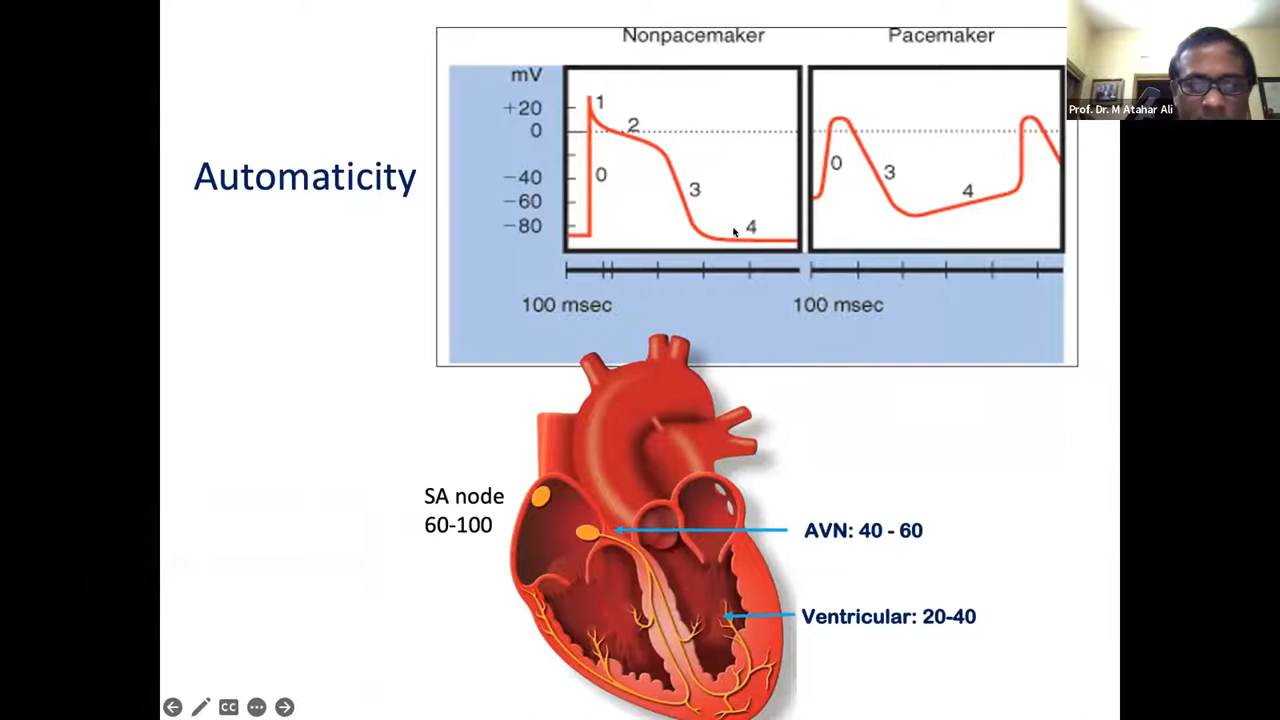 Nonpacemaker
Pacemaker
mV
+20
0
−40
−60
−80
1
2
0
3
4
0
3
4
100 msec
100 msec
Prof. Dr. M Atahar Ali
Automaticity
SA node
60-100
AVN: 40 - 60
Ventricular: 20-40
CC